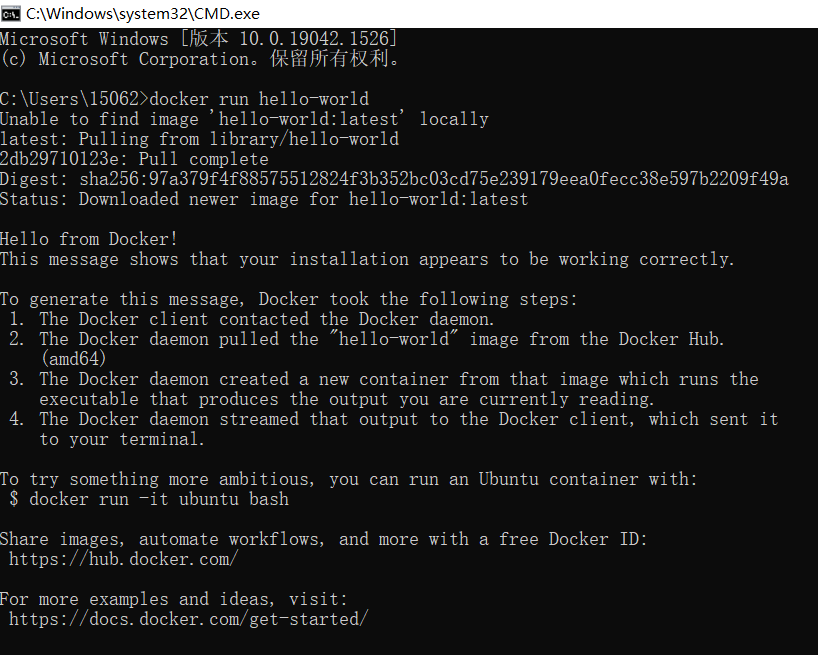 C:\Windows\system32\CMD.exe
Microsoft Windows [版本 10.0.19042.1526]
(c) Microsoft Corporation。保留所有权利。
C:\Users\15062>docker run hello-world
Unable to find image 'hello-world:latest' locally
latest: Pulling from library/hello-world
2db29710123e: Pull complete
Digest: sha256:97a379f4f88575512824f3b352bc03cd75e239179eea0fecc38e597b2209f49a
Status: Downloaded newer image for hello-world:latest
Hello from Docker!
This message shows that your installation appears to be working correctly.
To generate this message, Docker took the following steps:
1. The Docker client contacted the Docker daemon.
2. The Docker daemon pulled the "hello-world" image from the Docker Hub.
(amd64)
3. The Docker daemon created a new container from that image which runs the
executable that produces the output you are currently reading.
4. The Docker daemon streamed that output to the Docker client, which sent it
to your terminal.
To try something more ambitious, you can run an Ubuntu container with:
$ docker run -it ubuntu bash
Share images, automate workflows, and more with a free Docker ID:
https://hub.docker.com/
For more examples and ideas, visit:
https://docs.docker.com/get-started/